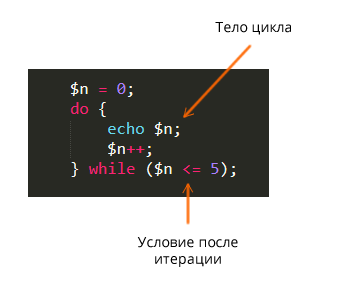 Тело цикла
$n = 0;
do {
echo $n;
$n++;
} while ($n <= 5);
Условие после
итерации